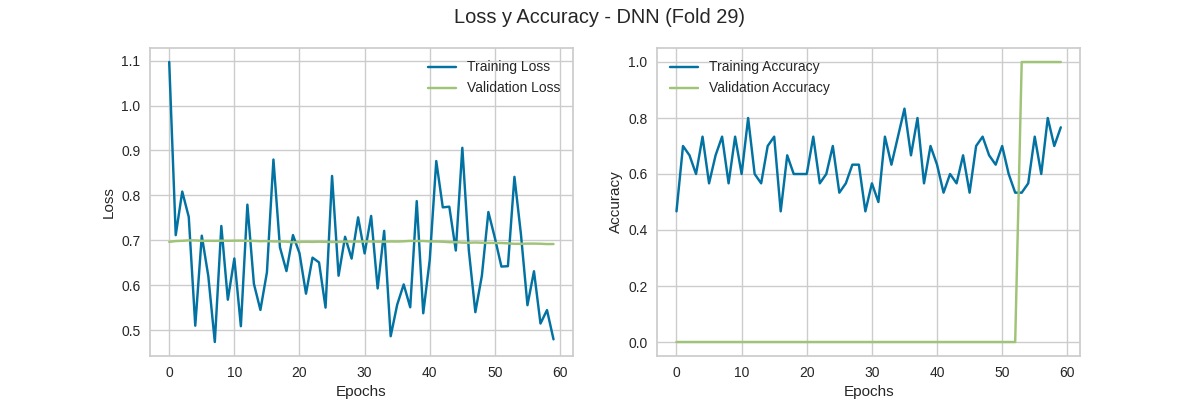 Loss y Accuracy - DNN (Fold 29)
Training Loss
Validation Loss
1.1
1.0
0.9
0.8
0.7
0.6
0.5
Loss
0 10 20 30 40 50 60
Epochs
Training Accuracy
Validation Accuracy
1.0
0.8
0.6
0.4
0.2
0.0
Accuracy
0 10 20 30 40 50 60
Epochs